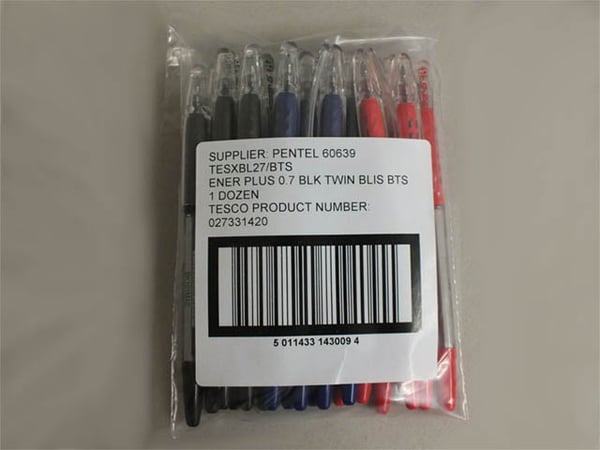 SUPPLIER: PENTEL 60639
TESXBL27/BTS
ENER PLUS 0.7 BLK TWIN BLIS BTS
1 DOZEN
TESCO PRODUCT NUMBER:
027331420
5 011433 143009 4